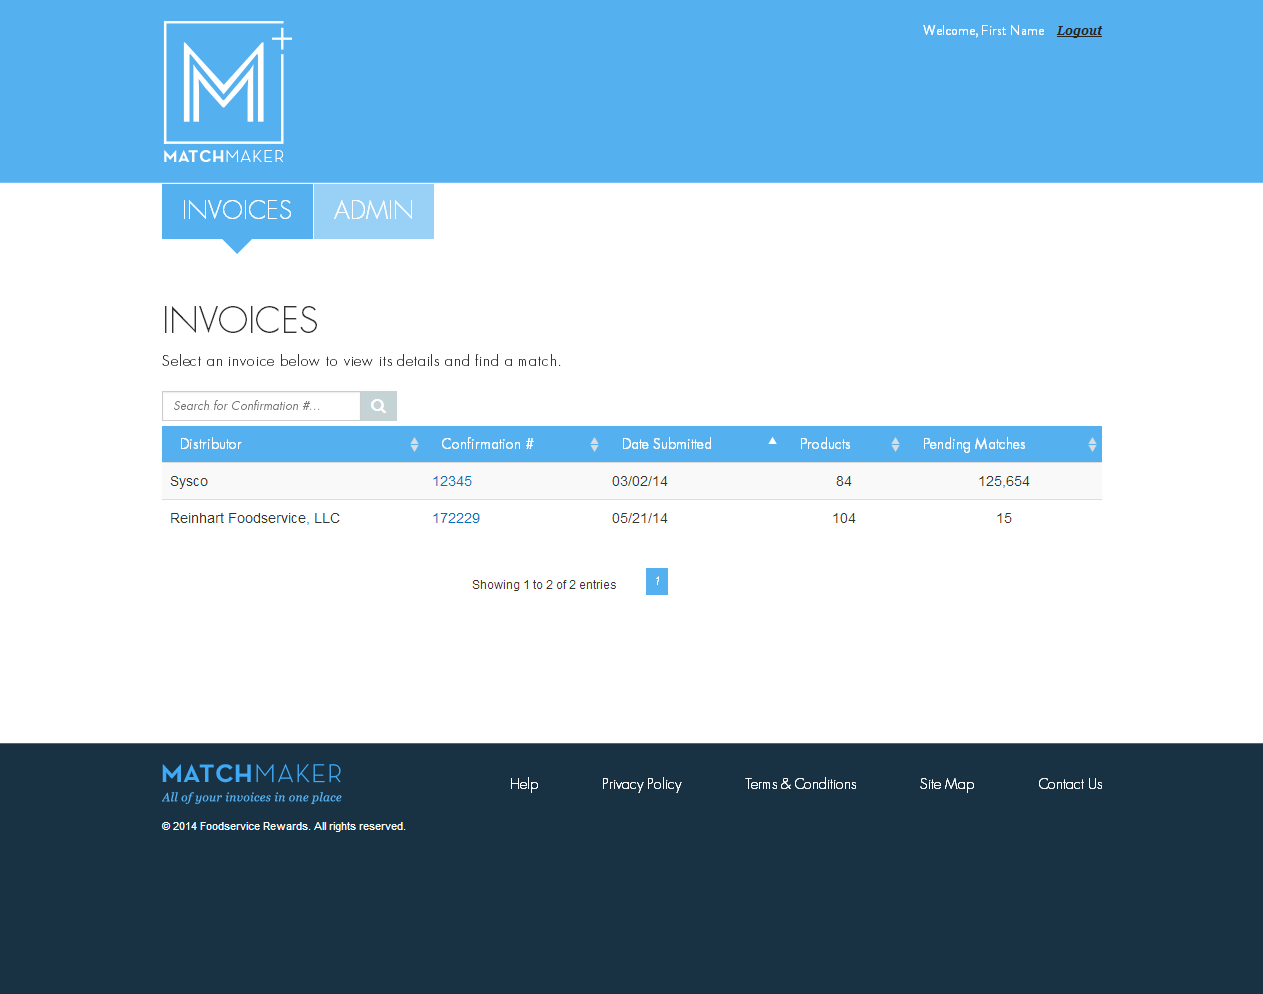 Welcome, First Name Logout
M+
MATCHMAKER
INVOICES ADMIN
INVOICES
Select an invoice below to view its details and find a match.
Search for Confirmation #...
Distributor Confirmation # Date Submitted Products Pending Matches
Sysco 12345 03/02/14 84 125,654
Reinhart Foodservice, LLC 172229 05/21/14 104 15
Showing 1 to 2 of 2 entries 1
MATCHMAKER
All of your invoices in one place
Help Privacy Policy Terms & Conditions Site Map Contact Us
© 2014 Foodservice Rewards. All rights reserved.